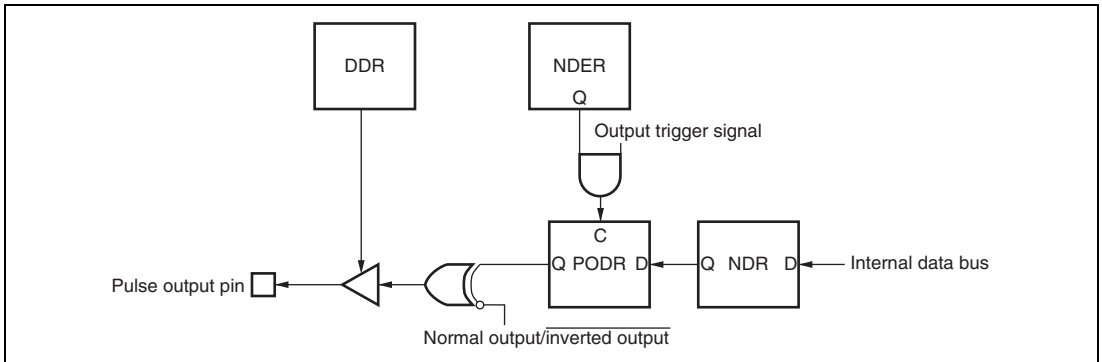 DDR
NDER
Q
Output trigger signal
C
Q PODR D
Q NDR D
Internal data bus
Pulse output pin
Normal output/inverted output